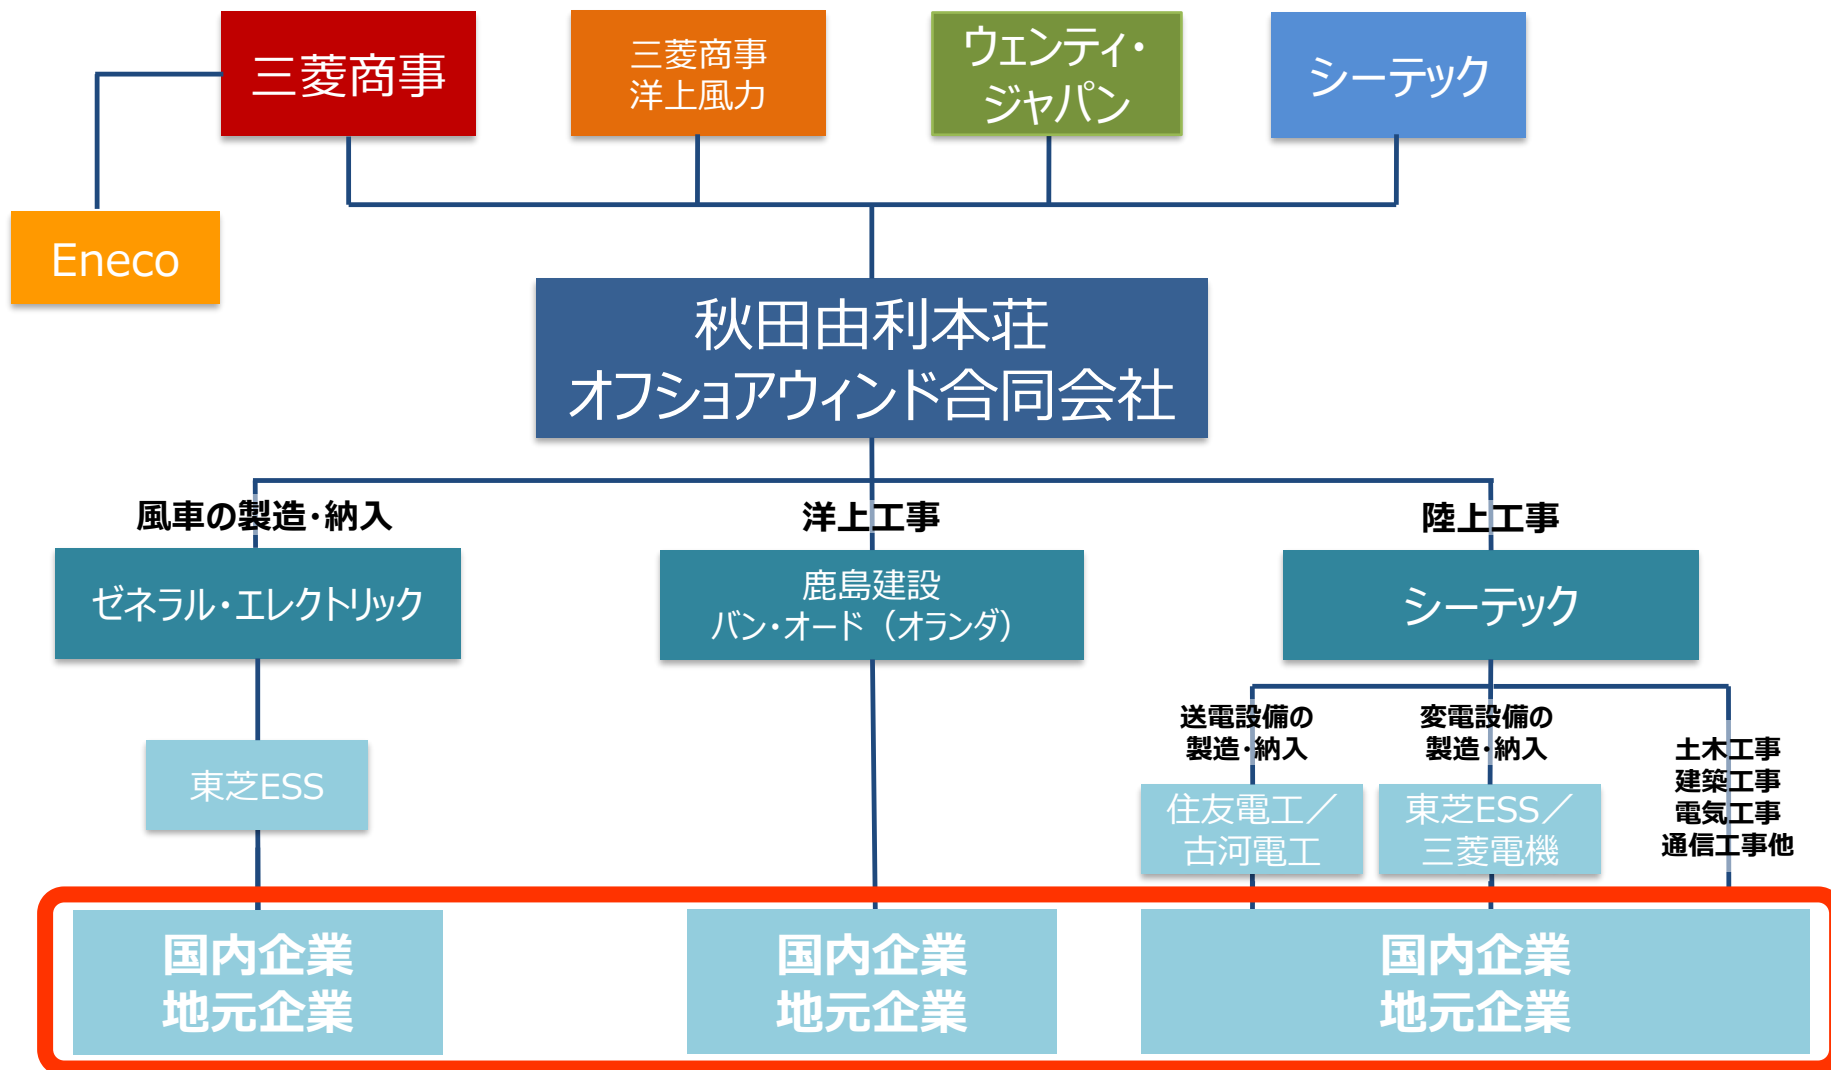 三菱商事
三菱商事
洋上風力
ウェンティ・
ジャパン
シーテック
Eneco
秋田由利本荘
オフショアウィンド合同会社
風車の製造・納入
洋上工事
陸上工事
ゼネラル・エレクトリック
鹿島建設
バン・オード（オランダ）
シーテック
送電設備の
製造・納入
変電設備の
製造・納入
土木工事
建築工事
電気工事
通信工事他
東芝ESS
住友電工／
古河電工
東芝ESS／
三菱電機
国内企業
地元企業
国内企業
地元企業
国内企業
地元企業